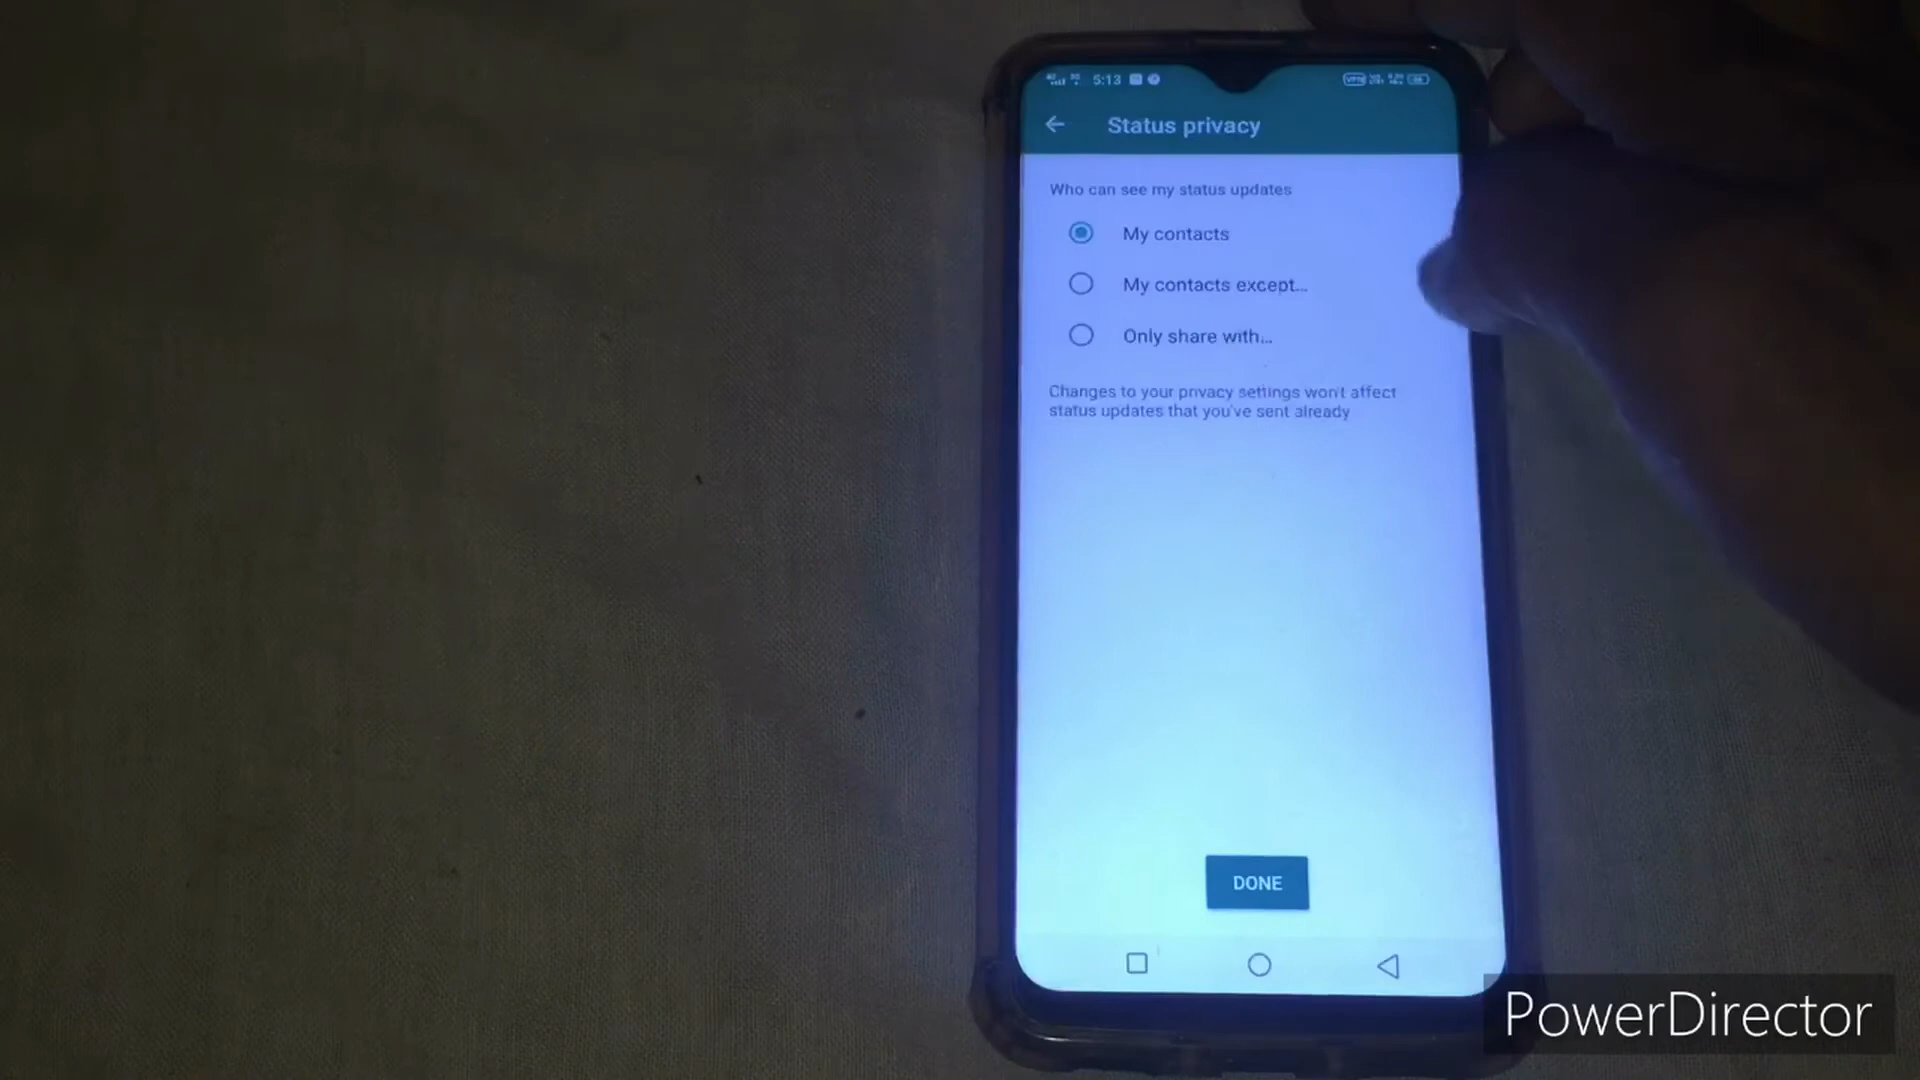 5:13
Status privacy
Who can see my status updates
My contacts
My contacts except...
Only share with...
Changes to your privacy settings won't affect
status updates that you've sent already
DONE
PowerDirector